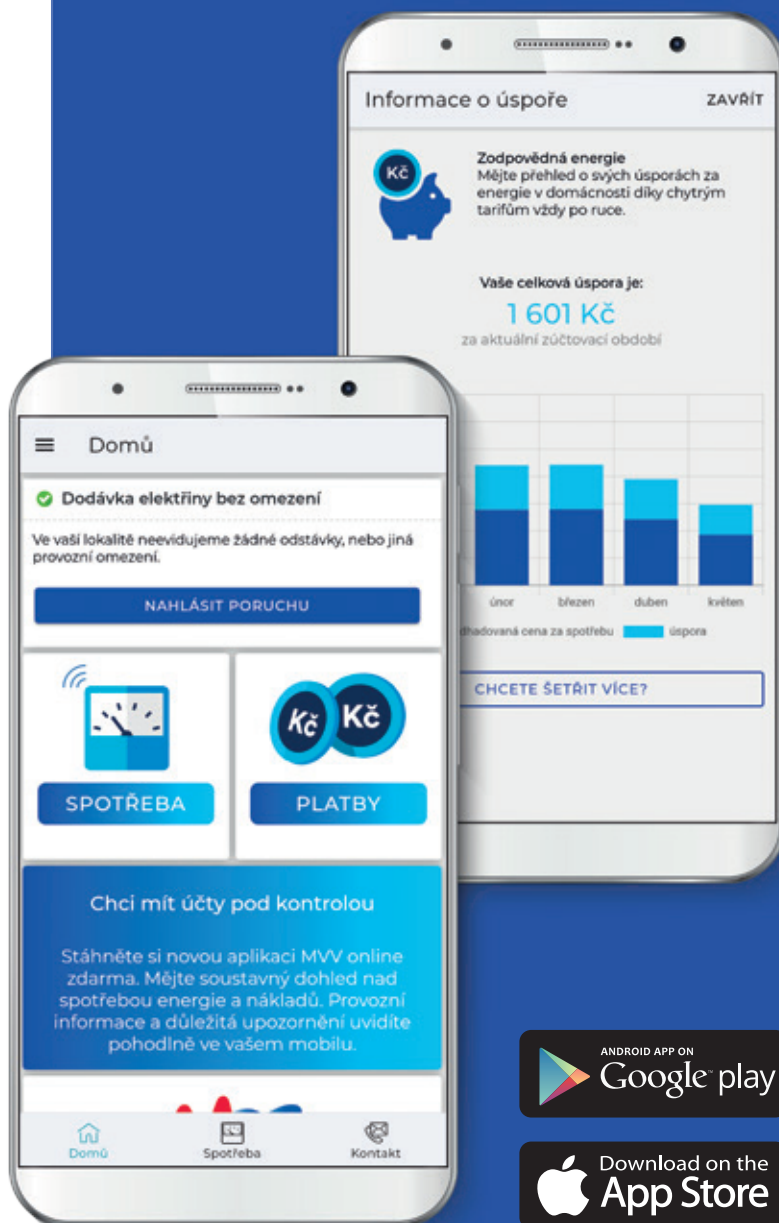 Informace o úspoře
ZAVŘÍT
Kč
Zodpovědná energie
Mějte přehled o svých úsporách za
energie v domácnosti díky chytrým
tarifům vždy po ruce.
Vaše celková úspora je:
1 601 Kč
za aktuální zúčtovací období
únor březen duben květen
dhadovaná cena za spotřebu úspora
CHCETE ŠETŘIT VÍCE?
Domů
Dodávka elektřiny bez omezení
Ve vaší lokalitě neevidujeme žádné odstávky, nebo jiná
provozní omezení.
NAHLÁSIT PORUCHU
Kč Kč
SPOTŘEBA
PLATBY
Chci mít účty pod kontrolou
Stáhněte si novou aplikaci MVV online
zdarma. Mějte soustavný dohled nad
spotřebou energie a nákladů. Provozní
informace a důležitá upozornění uvidíte
pohodlně ve vašem mobilu.
Domů Spotřeba Kontakt
ANDROID APP ON
Google play
Download on the
App Store